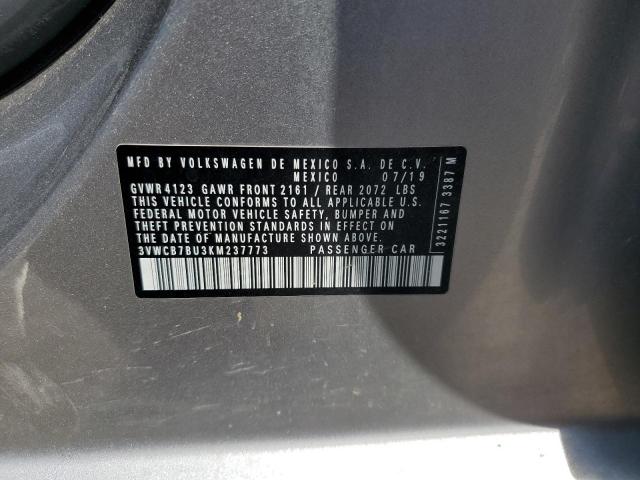 MFD BY VOLKSWAGEN DE MEXICO S.A. DE C.V.
MEXICO 07/19
GVWR 4123 GAWR FRONT 2161 / REAR 2072 LBS
THIS VEHICLE CONFORMS TO ALL APPLICABLE U.S.
FEDERAL MOTOR VEHICLE SAFETY, BUMPER AND
THEFT PREVENTION STANDARDS IN EFFECT ON
THE DATE OF MANUFACTURE SHOWN ABOVE.
3VWCB7BU3KM237773 PASSENGER CAR
3221167 3387 M